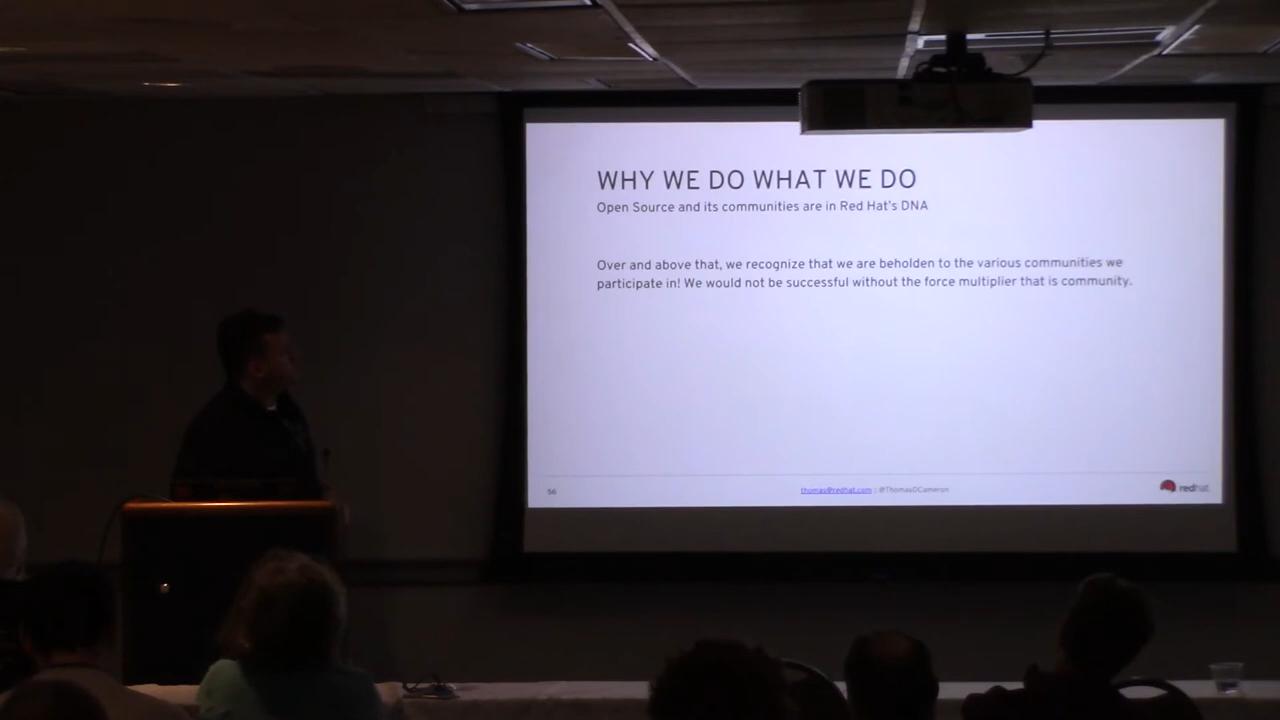 WHY WE DO WHAT WE DO
Open Source and its communities are in Red Hat's DNA
Over and above that, we recognize that we are beholden to the various communities we
participate in! We would not be successful without the force multiplier that is community.
56
thomas@redhat.com | @ThomasDCameron
redhat